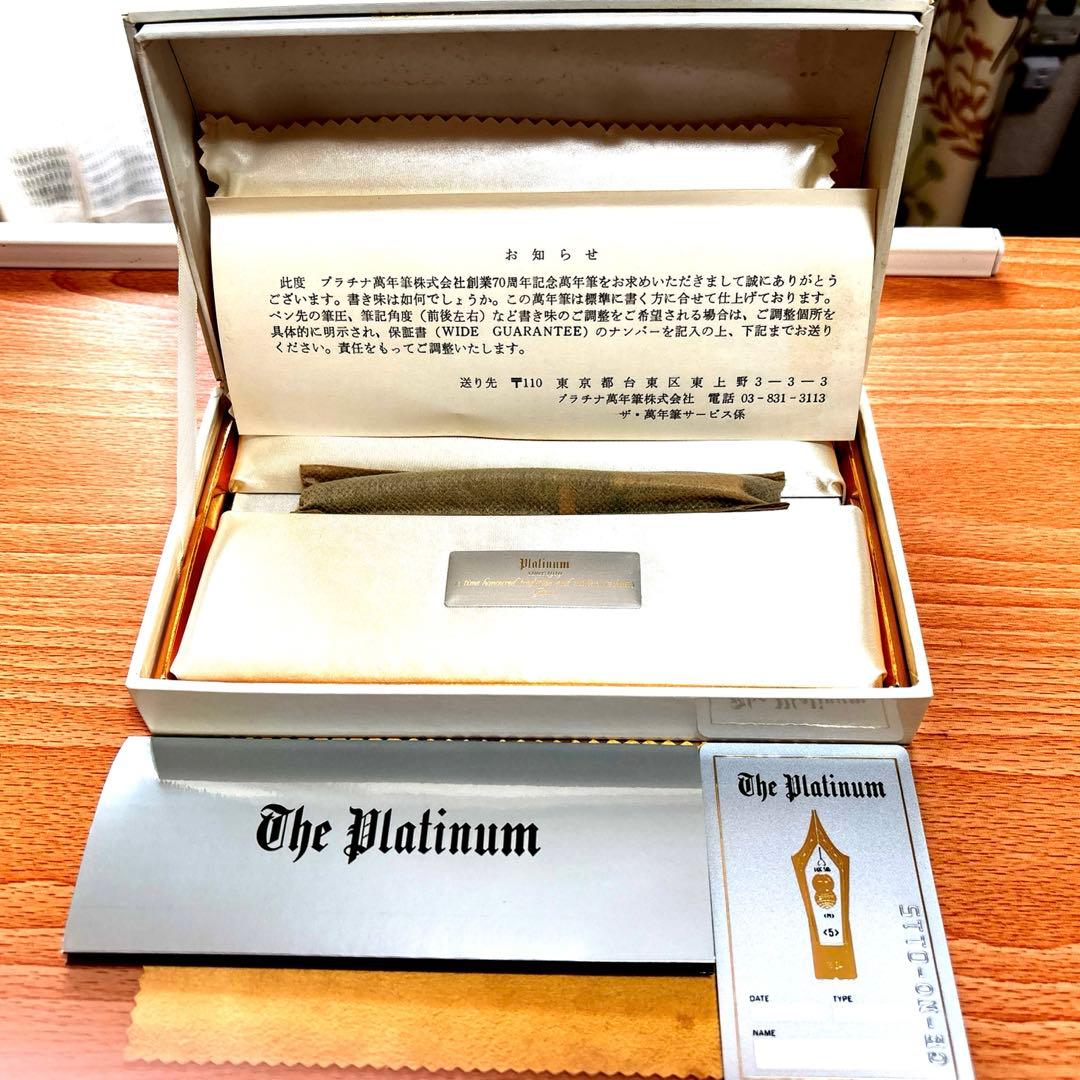 お知らせ
此度　プラチナ萬年筆株式会社創業70周年記念萬年筆をお求めいただきまして誠にありがとう
ございます。書き味は如何でしょうか。この萬年筆は標準に書く方に合せて仕上げております。
ペン先の筆圧、筆記角度（前後左右）など書き味のご調整をご希望される場合は、ご調整個所を
具体的に明示され、保証書（WIDE GUARANTEE）のナンバーを記入の上、下記までお送り
ください。責任をもってご調整いたします。
送り先　〒110　東京都台東区東上野3―3―3
プラチナ萬年筆株式会社　電話 03-831-3113
ザ・萬年筆サービス係
Platinum
time honoured
The Platinum
The Platinum
The Platinum
(M)
<5>
DATE TYPE
NAME
CE-NO-0115